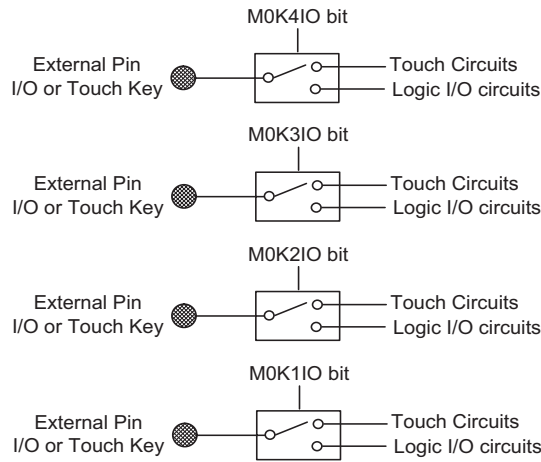 M0K4IO bit
External Pin
I/O or Touch Key
Touch Circuits
Logic I/O circuits
M0K3IO bit
External Pin
I/O or Touch Key
Touch Circuits
Logic I/O circuits
M0K2IO bit
External Pin
I/O or Touch Key
Touch Circuits
Logic I/O circuits
M0K1IO bit
External Pin
I/O or Touch Key
Touch Circuits
Logic I/O circuits